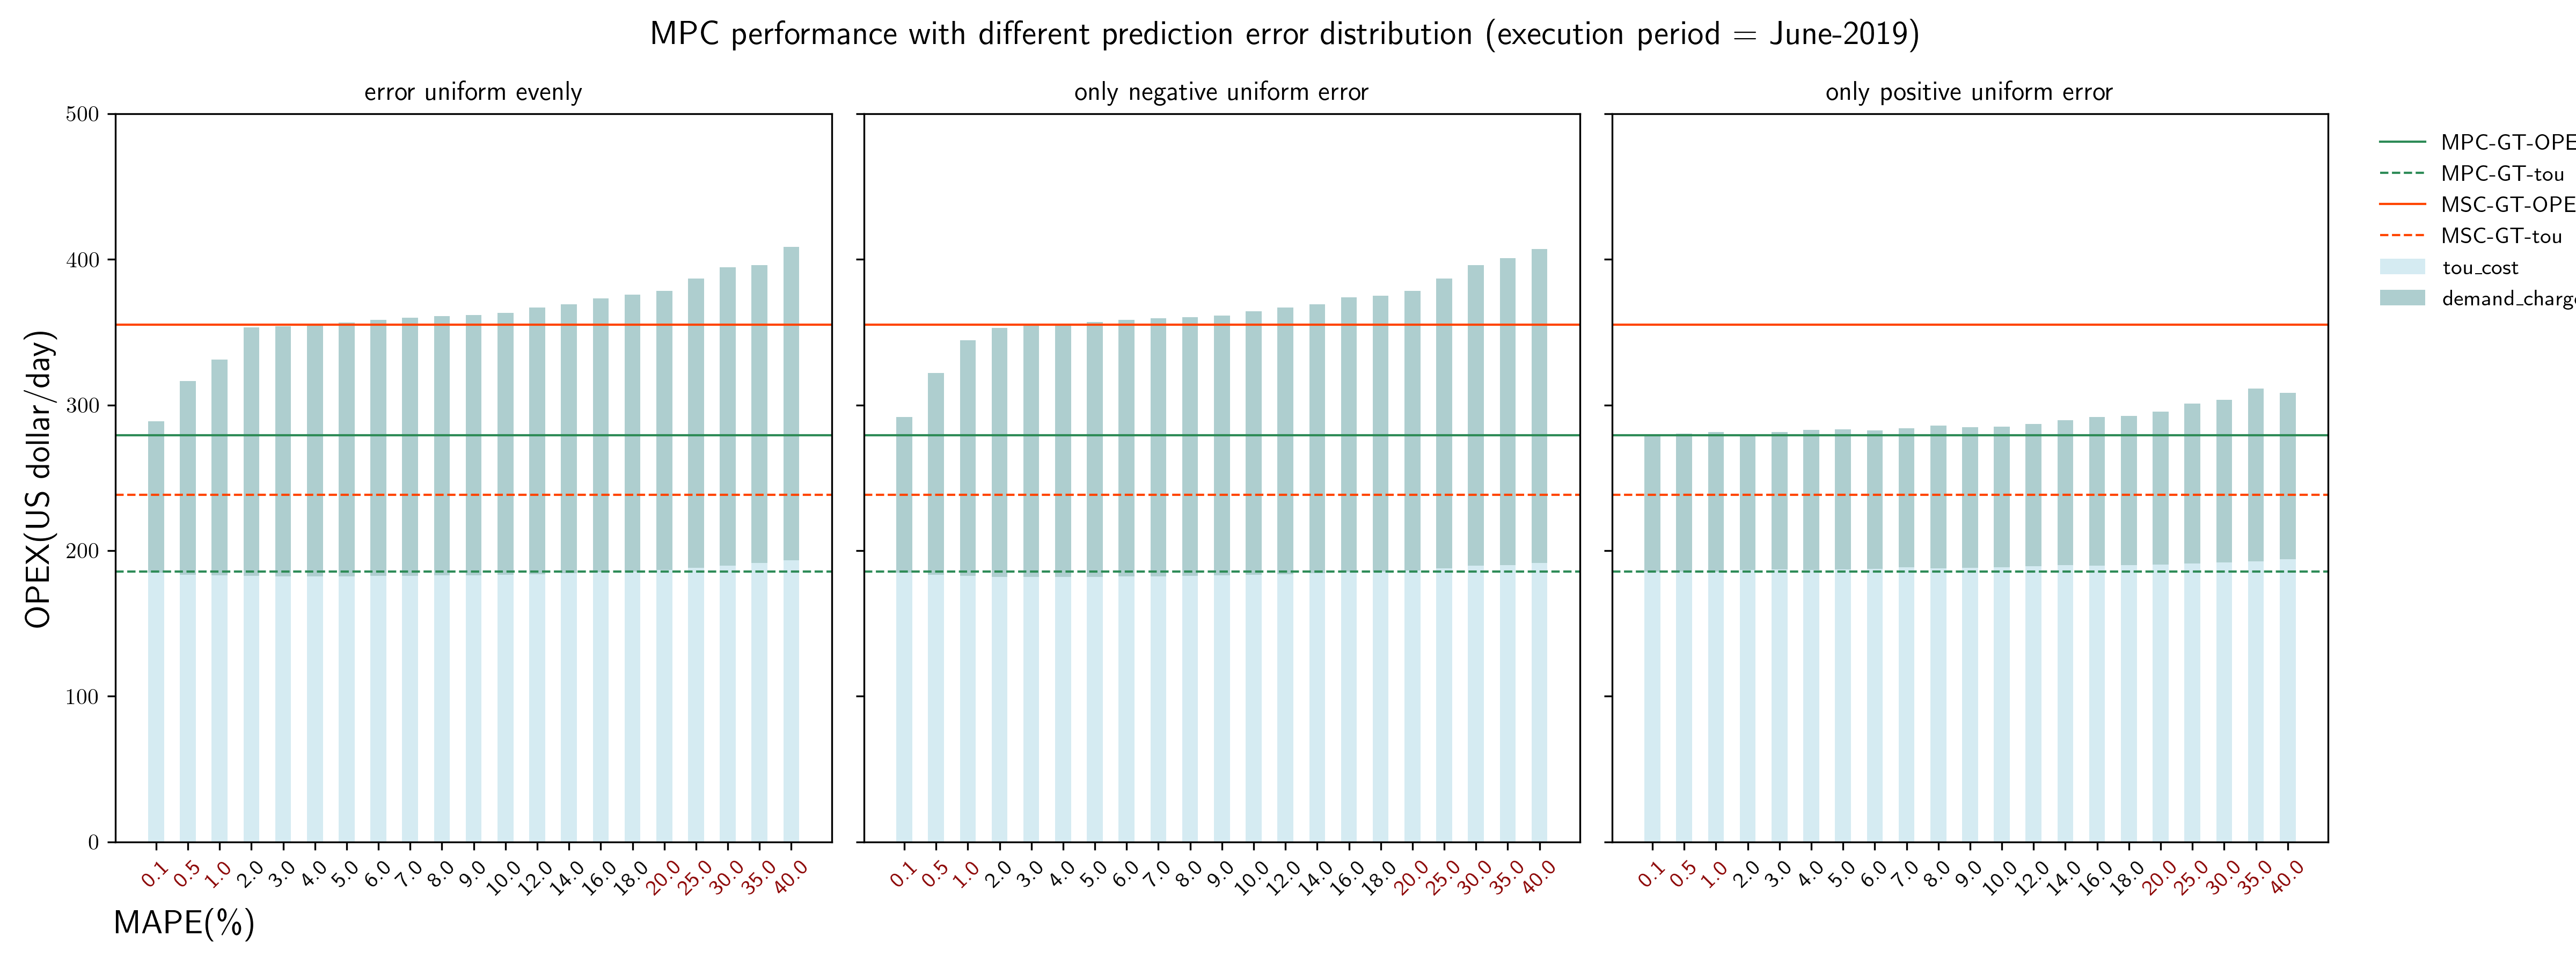 MPC performance with different prediction error distribution (execution period = June-2019)
error uniform evenly
only negative uniform error
only positive uniform error
OPEX(US dollar/day)
500
400
300
200
100
0
0.1 0.5 1.0 2.0 3.0 4.0 5.0 6.0 7.0 8.0 9.0 10.0 12.0 14.0 16.0 18.0 20.0 25.0 30.0 35.0 40.0
0.1 0.5 1.0 2.0 3.0 4.0 5.0 6.0 7.0 8.0 9.0 10.0 12.0 14.0 16.0 18.0 20.0 25.0 30.0 35.0 40.0
0.1 0.5 1.0 2.0 3.0 4.0 5.0 6.0 7.0 8.0 9.0 10.0 12.0 14.0 16.0 18.0 20.0 25.0 30.0 35.0 40.0
MAPE(%)
MPC-GT-OPE
MPC-GT-tou
MSC-GT-OPE
MSC-GT-tou
tou_cost
demand_charg